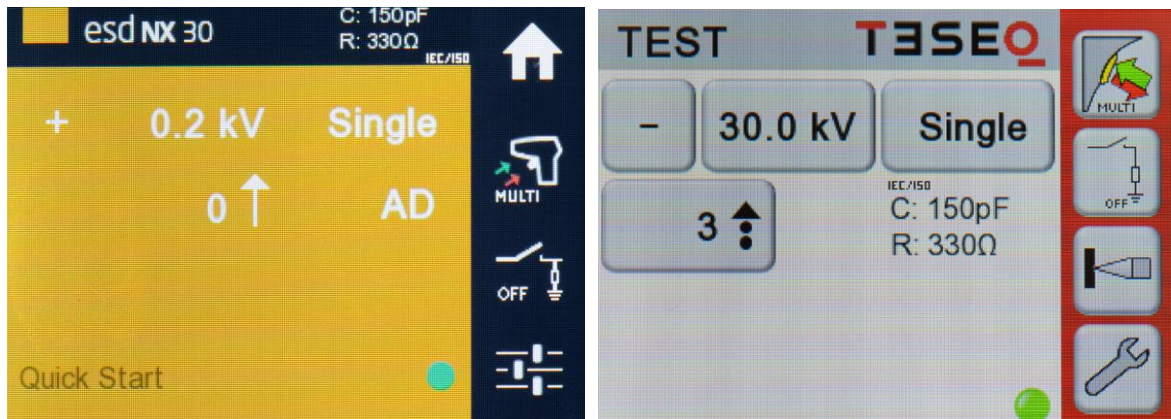 esd NX 30
C: 150pF
R: 330Ω
IEC/ISO
+ 0.2 kV Single
0 AD
MULTI
OFF
Quick Start
TEST TESEQ
- 30.0 kV Single
3
IEC/ISO
C: 150pF
R: 330Ω
MULTI
OFF